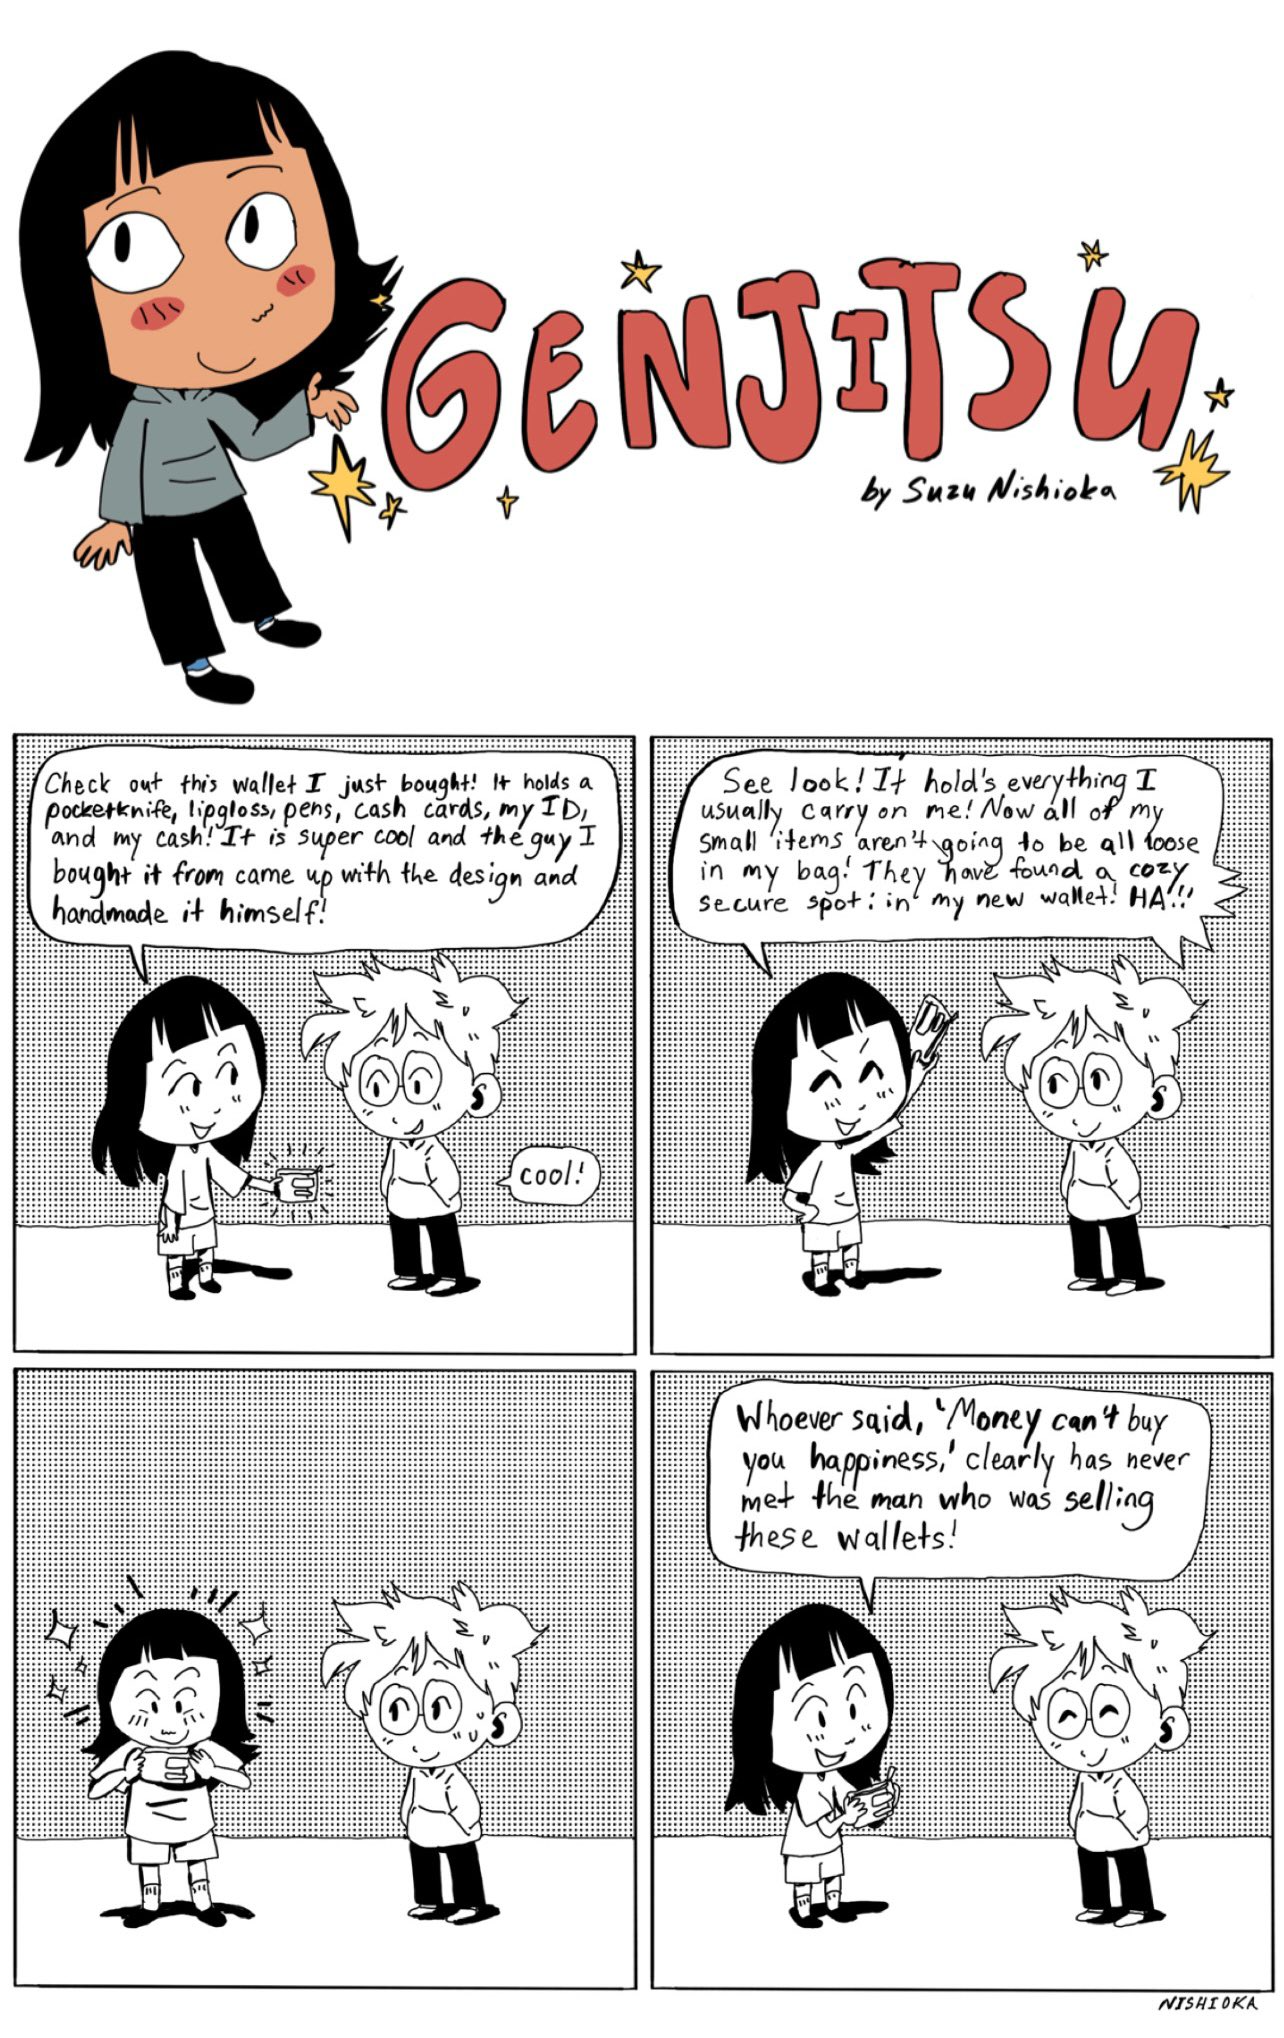 GENJITSU
by Suzu Nishioka
Check out this wallet I just bought! It holds a
pocketknife, lipgloss, pens, cash cards, my ID,
and my cash! It is super cool and the guy I
bought it from came up with the design and
handmade it himself!
cool!
See look! It hold's everything I
usually carry on me! Now all of my
small items aren't going to be all loose
in my bag! They have found a cozy
secure spot: in my new wallet! HA!!
Whoever said, 'Money can't buy
you happiness,' clearly has never
met the man who was selling
these wallets!
NISHIOKA